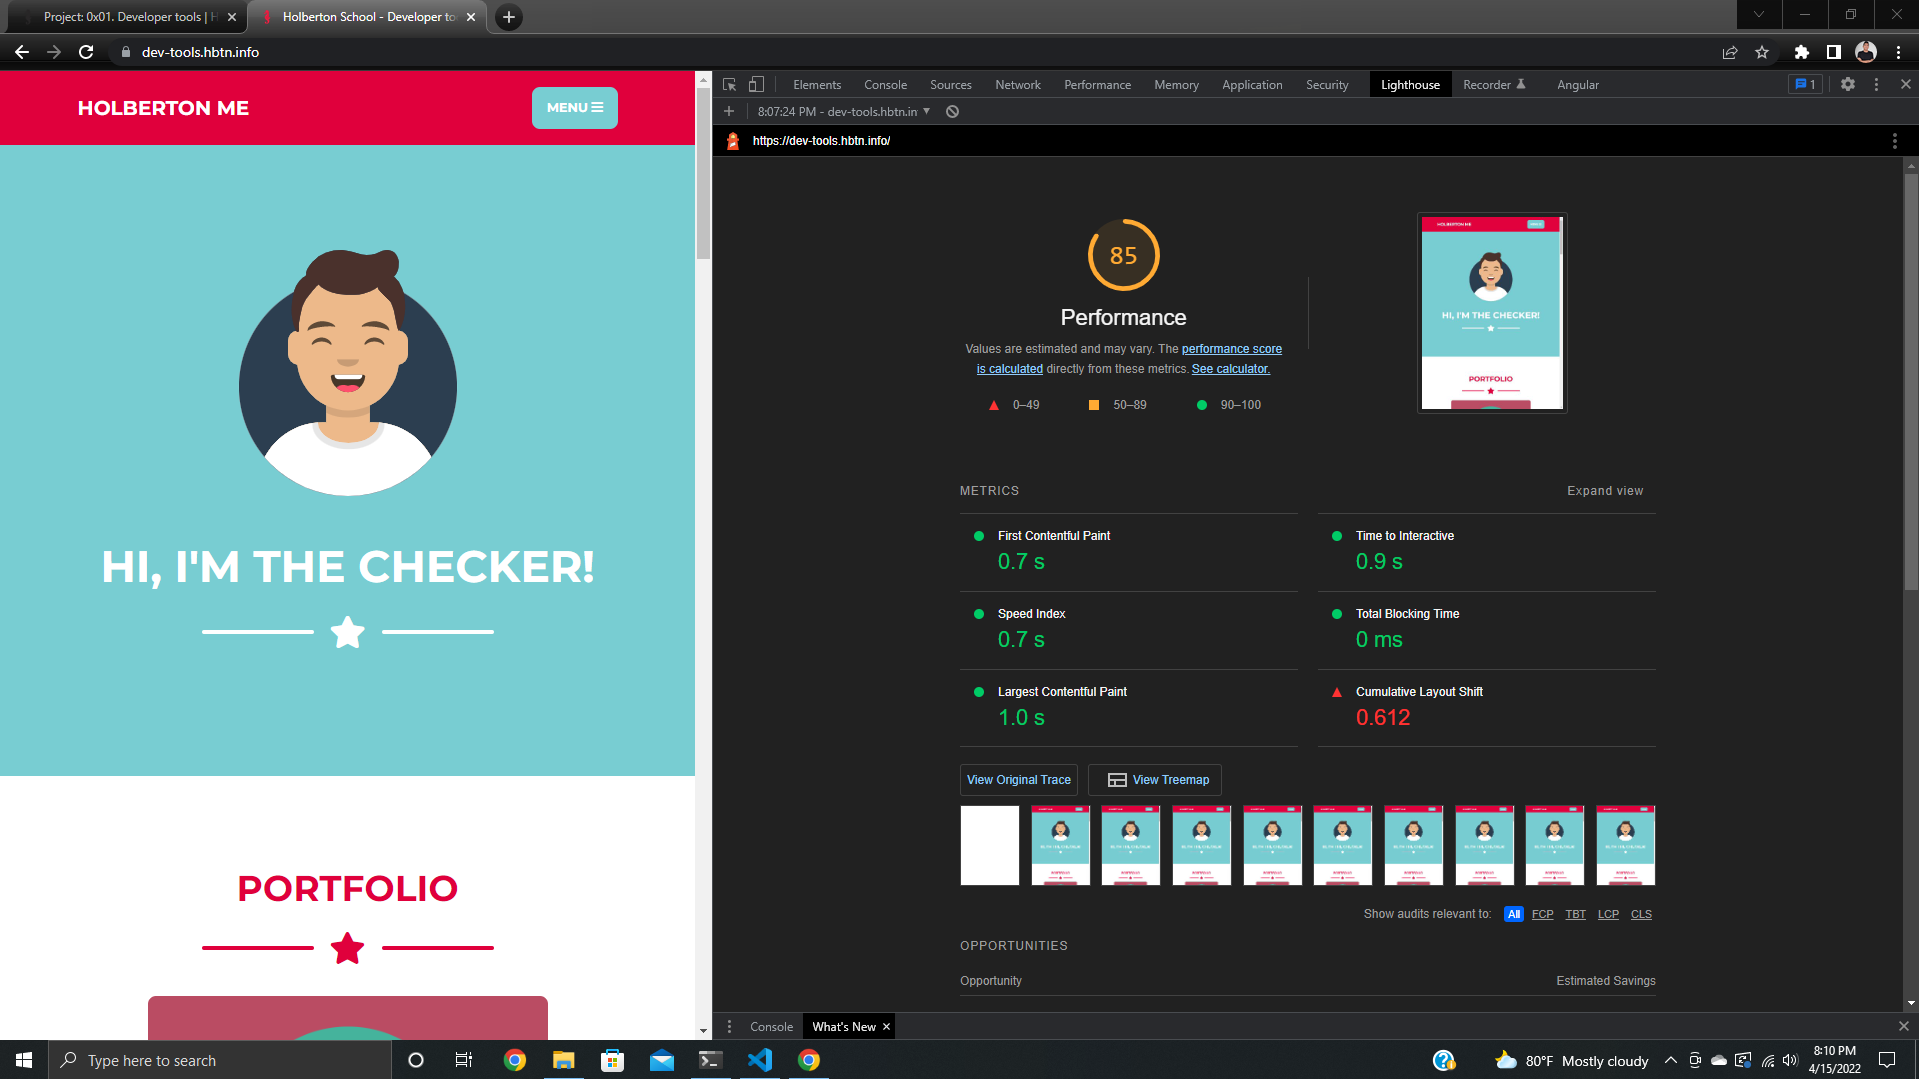 Project: 0x01. Developer tools | H
Holberton School - Developer to
dev-tools.hbtn.info
HOLBERTON ME
MENU
HI, I'M THE CHECKER!
PORTFOLIO
Elements Console Sources Network Performance Memory Application Security Lighthouse Recorder Angular 1
8:07:24 PM - dev-tools.hbtn.in
https://dev-tools.hbtn.info/
85
Performance
Values are estimated and may vary. The performance score
is calculated directly from these metrics. See calculator.
0–49 50–89 90–100
HOLBERTON ME
HI, I'M THE CHECKER!
PORTFOLIO
METRICS Expand view
First Contentful Paint
0.7 s
Time to Interactive
0.9 s
Speed Index
0.7 s
Total Blocking Time
0 ms
Largest Contentful Paint
1.0 s
Cumulative Layout Shift
0.612
View Original Trace View Treemap
Show audits relevant to: All FCP TBT LCP CLS
OPPORTUNITIES
Opportunity Estimated Savings
Console What's New
Type here to search
80°F Mostly cloudy
8:10 PM
4/15/2022